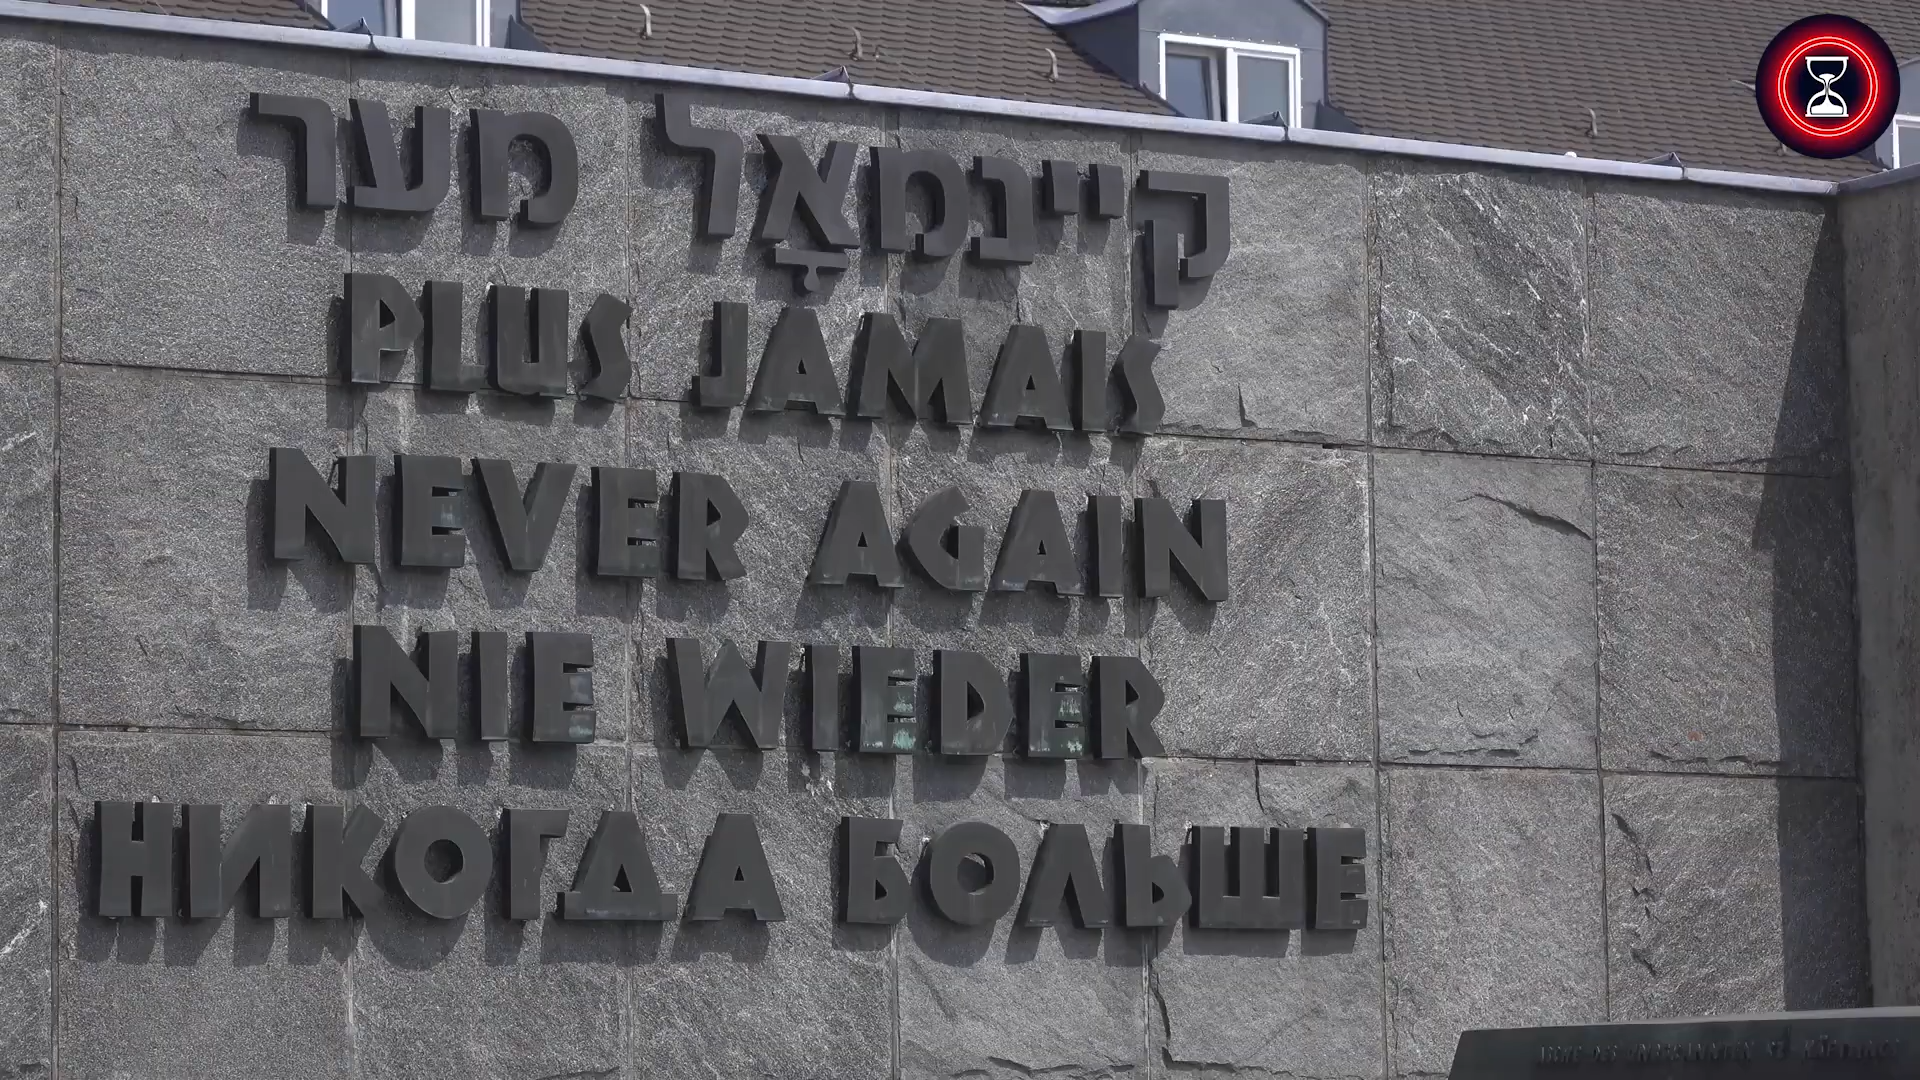 קיינמאָל מער
PLUS JAMAIS
NEVER AGAIN
NIE WIEDER
НИКОГДА БОЛЬШЕ